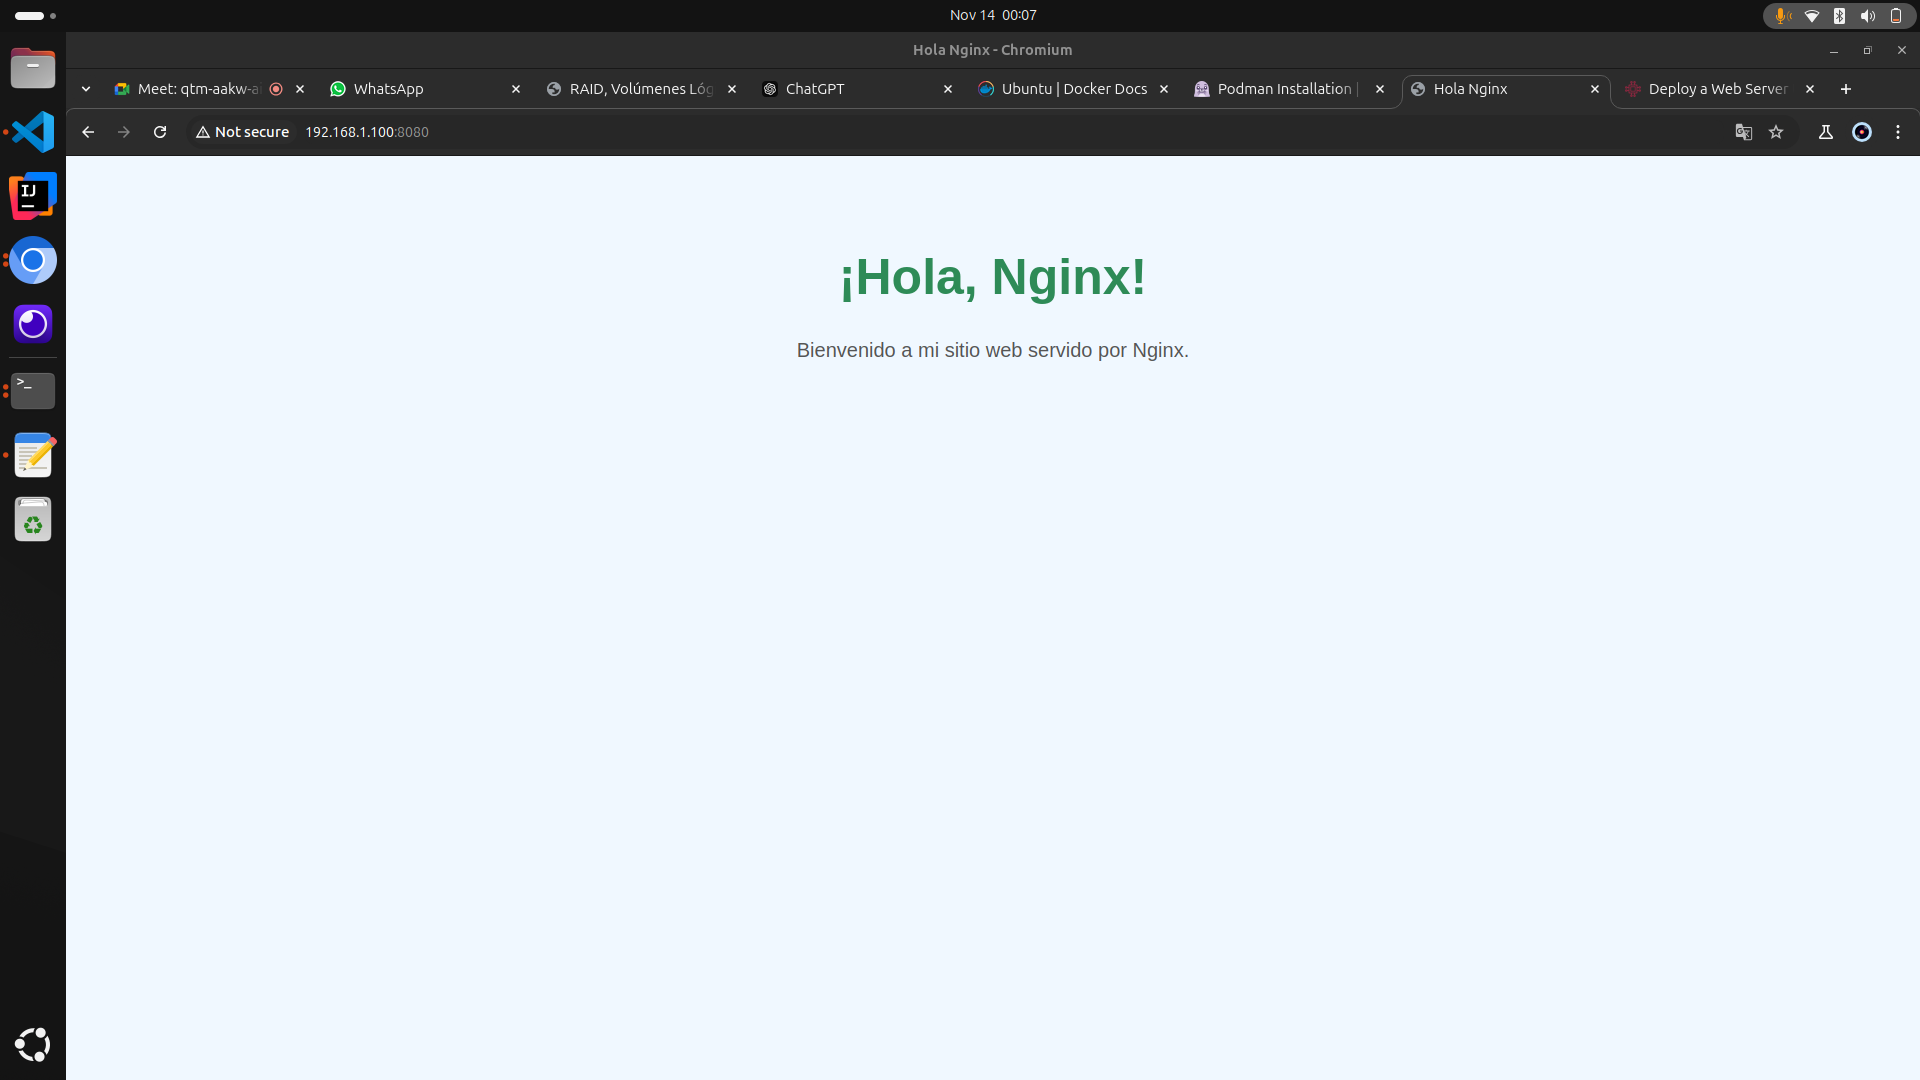 Nov 14 00:07
Hola Nginx - Chromium
Meet: qtm-aakw-a
WhatsApp
RAID, Volúmenes Lóg
ChatGPT
Ubuntu | Docker Docs
Podman Installation |
Hola Nginx
Deploy a Web Server
Not secure
192.168.1.100:8080
IJ
>_
¡Hola, Nginx!
Bienvenido a mi sitio web servido por Nginx.